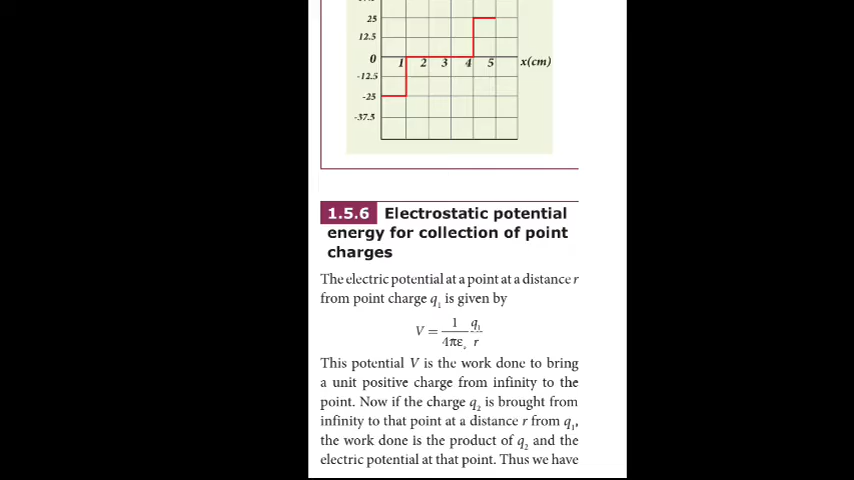 25
12.5
0 1 2 3 4 5 x(cm)
-12.5
-25
-37.5
1.5.6 Electrostatic potential
energy for collection of point
charges
The electric potential at a point at a distance r
from point charge q₁ is given by
V = 1/4πε₀ q₁/r
This potential V is the work done to bring
a unit positive charge from infinity to the
point. Now if the charge q₂ is brought from
infinity to that point at a distance r from q₁,
the work done is the product of q₂ and the
electric potential at that point. Thus we have